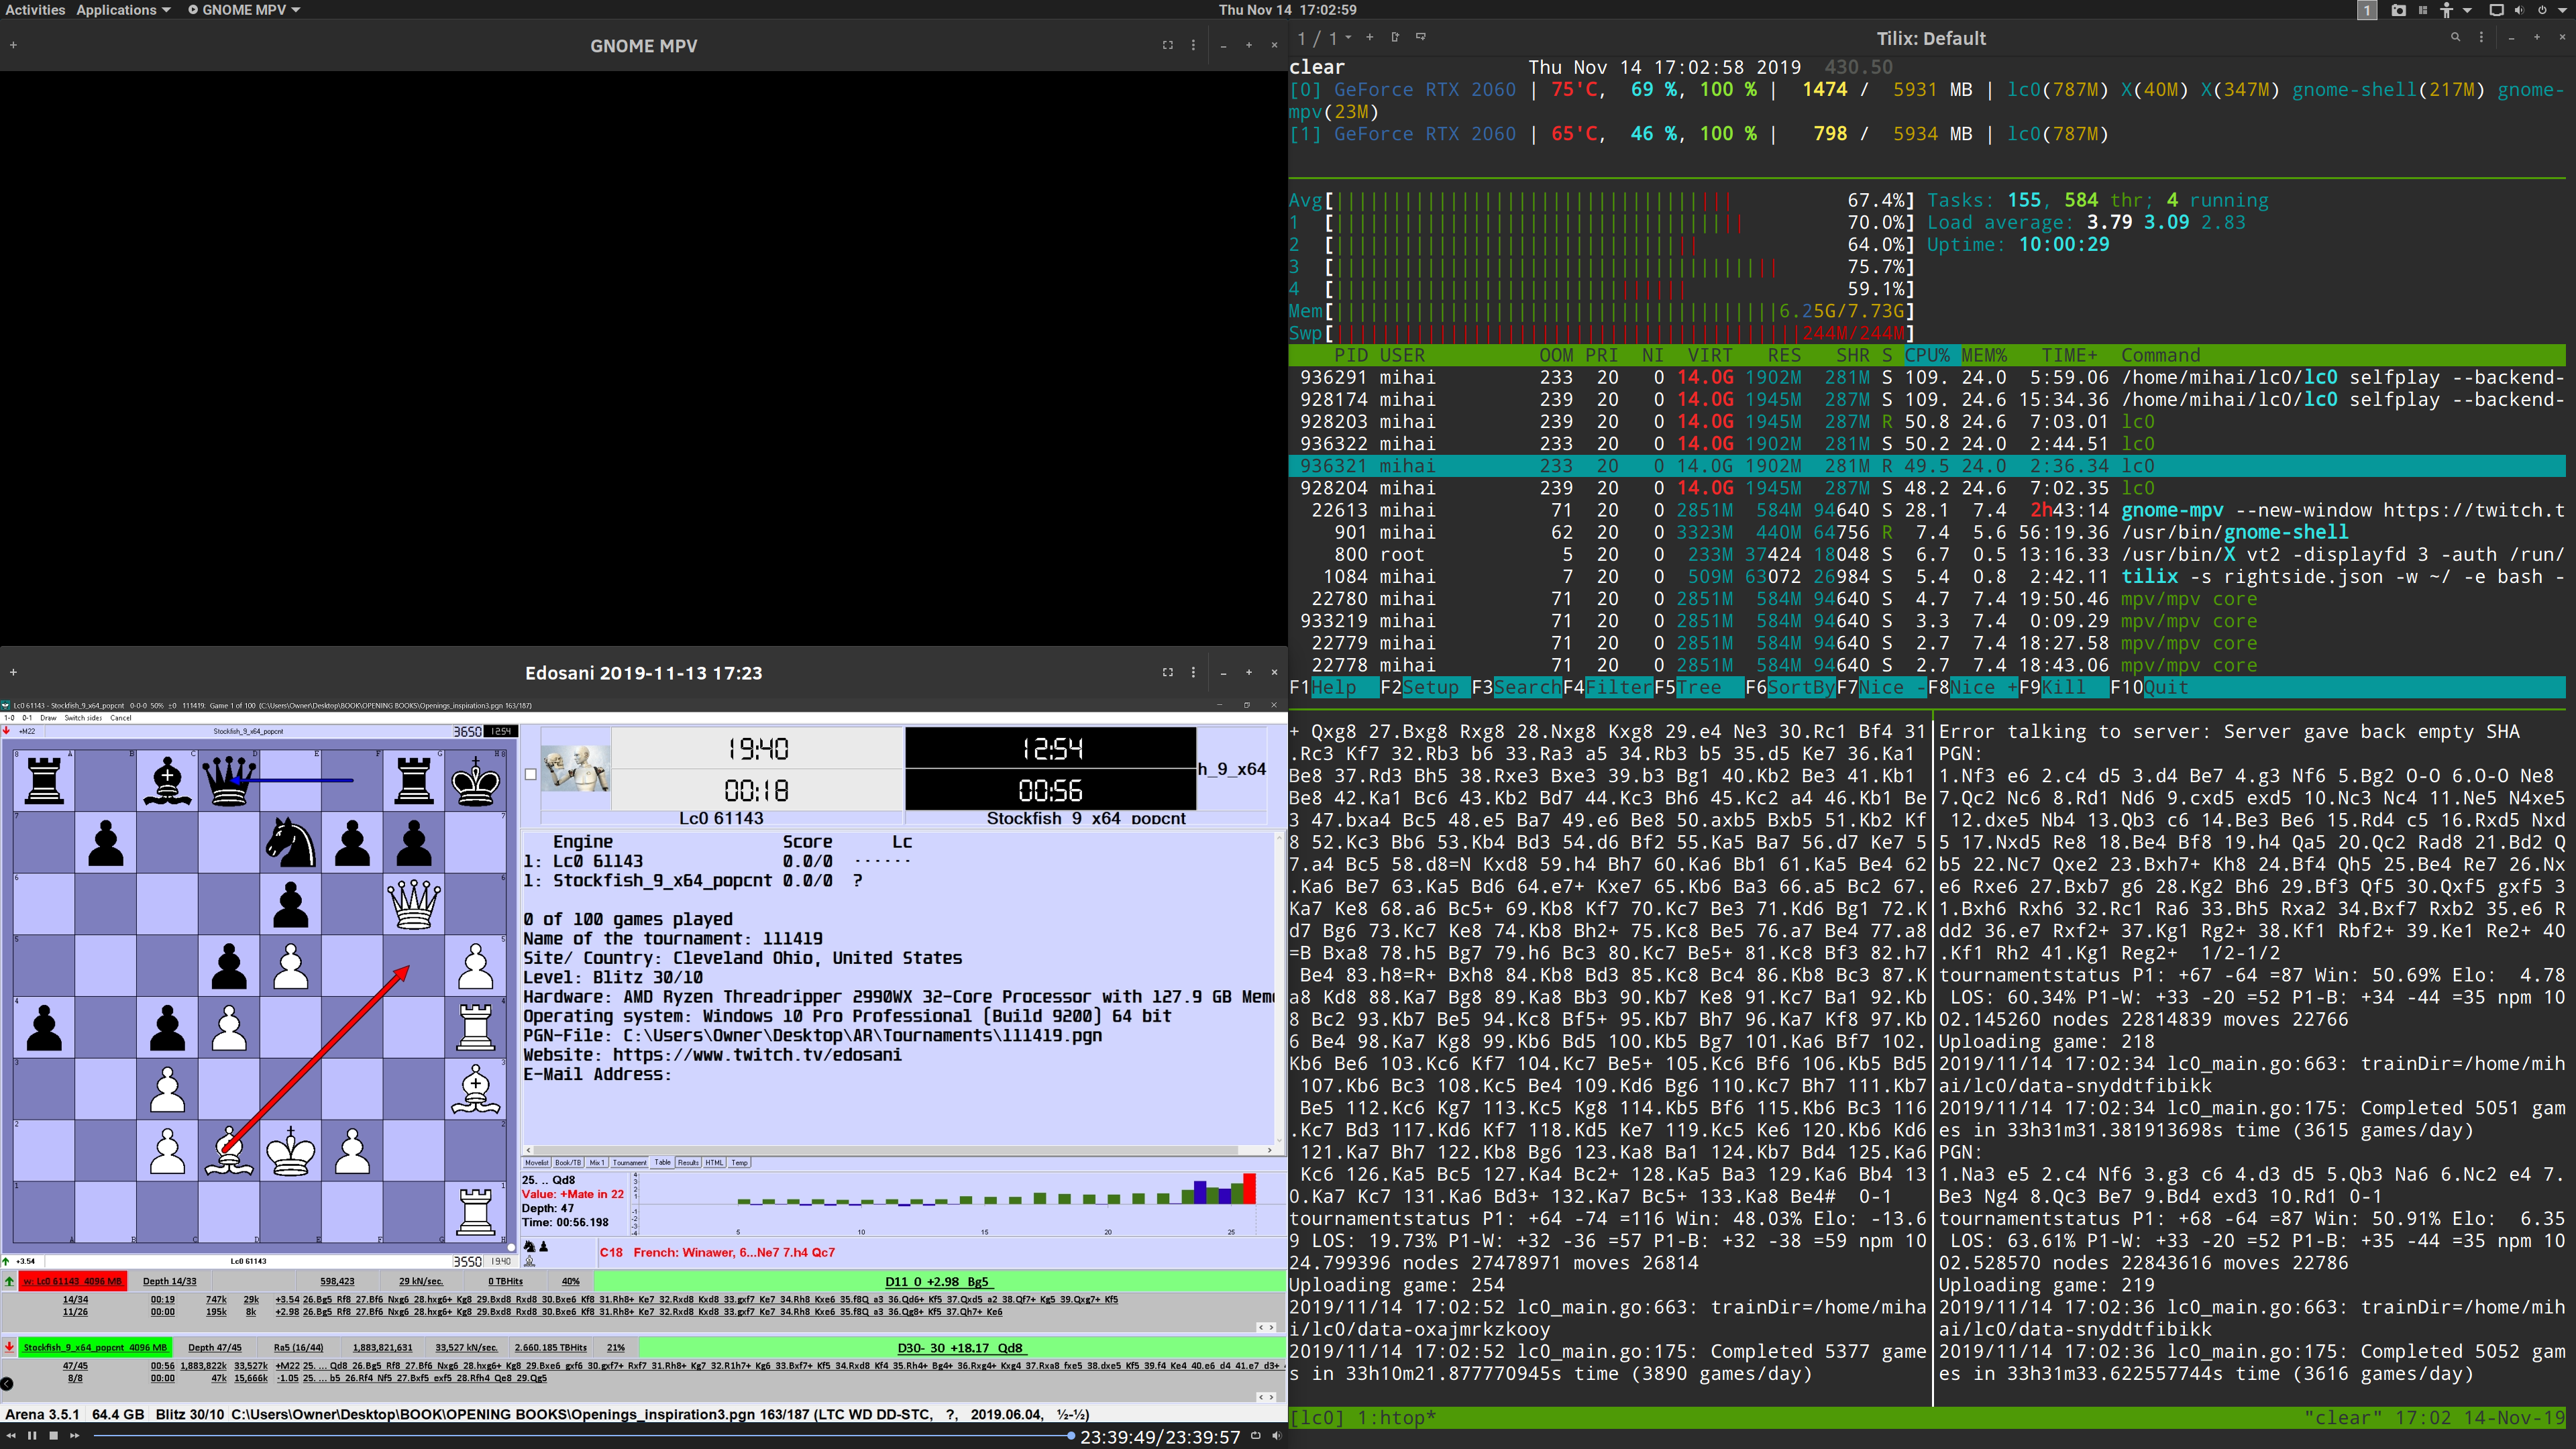 Activities Applications GNOME MPV Thu Nov 14 17:02:59 1
GNOME MPV
1 / 1 Tilix: Default
clear Thu Nov 14 17:02:58 2019 430.50
[0] GeForce RTX 2060 | 75'C, 69 %, 100 % | 1474 / 5931 MB | lc0(787M) X(40M) X(347M) gnome-shell(217M) gnome-
mpv(23M)
[1] GeForce RTX 2060 | 65'C, 46 %, 100 % | 798 / 5934 MB | lc0(787M)
Avg[ 67.4%] Tasks: 155, 584 thr; 4 running
1 [ 70.0%] Load average: 3.79 3.09 2.83
2 [ 64.0%] Uptime: 10:00:29
3 [ 75.7%]
4 [ 59.1%]
Mem[ 6.25G/7.73G]
Swp[ 244M/244M]
PID USER OOM PRI NI VIRT RES SHR S CPU% MEM% TIME+ Command
936291 mihai 233 20 0 14.0G 1902M 281M S 109. 24.0 5:59.06 /home/mihai/lc0/lc0 selfplay --backend-
928174 mihai 239 20 0 14.0G 1945M 287M S 109. 24.6 15:34.36 /home/mihai/lc0/lc0 selfplay --backend-
928203 mihai 239 20 0 14.0G 1945M 287M R 50.8 24.6 7:03.01 lc0
936322 mihai 233 20 0 14.0G 1902M 281M S 50.2 24.0 2:44.51 lc0
936321 mihai 233 20 0 14.0G 1902M 281M R 49.5 24.0 2:36.34 lc0
928204 mihai 239 20 0 14.0G 1945M 287M S 48.2 24.6 7:02.35 lc0
22613 mihai 71 20 0 2851M 584M 94640 S 28.1 7.4 2h43:14 gnome-mpv --new-window https://twitch.t
901 mihai 62 20 0 3323M 440M 64756 R 7.4 5.6 56:19.36 /usr/bin/gnome-shell
800 root 5 20 0 233M 37424 18048 S 6.7 0.5 13:16.33 /usr/bin/X vt2 -displayfd 3 -auth /run/
1084 mihai 7 20 0 509M 63072 26984 S 5.4 0.8 2:42.11 tilix -s rightside.json -w ~/ -e bash -
22780 mihai 71 20 0 2851M 584M 94640 S 4.7 7.4 19:50.46 mpv/mpv core
933219 mihai 71 20 0 2851M 584M 94640 S 3.3 7.4 0:09.29 mpv/mpv core
22779 mihai 71 20 0 2851M 584M 94640 S 2.7 7.4 18:27.58 mpv/mpv core
22778 mihai 71 20 0 2851M 584M 94640 S 2.7 7.4 18:43.06 mpv/mpv core
F1Help F2Setup F3SearchF4FilterF5Tree F6SortByF7Nice -F8Nice +F9Kill F10Quit
+ Qxg8 27.Bxg8 Rxg8 28.Nxg8 Kxg8 29.e4 Ne3 30.Rc1 Bf4 31
.Rc3 Kf7 32.Rb3 b6 33.Ra3 a5 34.Rb3 b5 35.d5 Ke7 36.Ka1
Be8 37.Rd3 Bh5 38.Rxe3 Bxe3 39.b3 Bg1 40.Kb2 Be3 41.Kb1
Be8 42.Ka1 Bc6 43.Kb2 Bd7 44.Kc3 Bh6 45.Kc2 a4 46.Kb1 Be
3 47.bxa4 Bc5 48.e5 Ba7 49.e6 Be8 50.axb5 Bxb5 51.Kb2 Kf
8 52.Kc3 Bb6 53.Kb4 Bd3 54.d6 Bf2 55.Ka5 Ba7 56.d7 Ke7 5
7.a4 Bc5 58.d8=N Kxd8 59.h4 Bh7 60.Ka6 Bb1 61.Ka5 Be4 62
.Ka6 Be7 63.Ka5 Bd6 64.e7+ Kxe7 65.Kb6 Ba3 66.a5 Bc2 67.
Ka7 Ke8 68.a6 Bc5+ 69.Kb8 Kf7 70.Kc7 Be3 71.Kd6 Bg1 72.K
d7 Bg6 73.Kc7 Ke8 74.Kb8 Bh2+ 75.Kc8 Be5 76.a7 Be4 77.a8
=B Bxa8 78.h5 Bg7 79.h6 Bc3 80.Kc7 Be5+ 81.Kc8 Bf3 82.h7
Be4 83.h8=R+ Bxh8 84.Kb8 Bd3 85.Kc8 Bc4 86.Kb8 Bc3 87.K
a8 Kd8 88.Ka7 Bg8 89.Ka8 Bb3 90.Kb7 Ke8 91.Kc7 Ba1 92.Kb
8 Bc2 93.Kb7 Be5 94.Kc8 Bf5+ 95.Kb7 Bh7 96.Ka7 Kf8 97.Kb
6 Be4 98.Ka7 Kg8 99.Kb6 Bd5 100.Kb5 Bg7 101.Ka6 Bf7 102.
Kb6 Be6 103.Kc6 Kf7 104.Kc7 Be5+ 105.Kc6 Bf6 106.Kb5 Bd5
107.Kb6 Bc3 108.Kc5 Be4 109.Kd6 Bg6 110.Kc7 Bh7 111.Kb7
Be5 112.Kc6 Kg7 113.Kc5 Kg8 114.Kb5 Bf6 115.Kb6 Bc3 116
.Kc7 Bd3 117.Kd6 Kf7 118.Kd5 Ke7 119.Kc5 Ke6 120.Kb6 Kd6
121.Ka7 Bh7 122.Kb8 Bg6 123.Ka8 Ba1 124.Kb7 Bd4 125.Ka6
Kc6 126.Ka5 Bc5 127.Ka4 Bc2+ 128.Ka5 Ba3 129.Ka6 Bb4 13
0.Ka7 Kc7 131.Ka6 Bd3+ 132.Ka7 Bc5+ 133.Ka8 Be4# 0-1
tournamentstatus P1: +64 -74 =116 Win: 48.03% Elo: -13.6
9 LOS: 19.73% P1-W: +32 -36 =57 P1-B: +32 -38 =59 npm 10
24.799396 nodes 27478971 moves 26814
Uploading game: 254
2019/11/14 17:02:52 lc0_main.go:663: trainDir=/home/miha
i/lc0/data-oxajmrkzkooy
2019/11/14 17:02:52 lc0_main.go:175: Completed 5377 game
s in 33h10m21.877770945s time (3890 games/day)
Error talking to server: Server gave back empty SHA
PGN:
1.Nf3 e6 2.c4 d5 3.d4 Be7 4.g3 Nf6 5.Bg2 O-O 6.O-O Ne8
7.Qc2 Nc6 8.Rd1 Nd6 9.cxd5 exd5 10.Nc3 Nc4 11.Ne5 N4xe5
12.dxe5 Nb4 13.Qb3 c6 14.Be3 Be6 15.Rd4 c5 16.Rxd5 Nxd
5 17.Nxd5 Re8 18.Be4 Bf8 19.h4 Qa5 20.Qc2 Rad8 21.Bd2 Q
b5 22.Nc7 Qxe2 23.Bxh7+ Kh8 24.Bf4 Qh5 25.Be4 Re7 26.Nx
e6 Rxe6 27.Bxb7 g6 28.Kg2 Bh6 29.Bf3 Qf5 30.Qxf5 gxf5 3
1.Bxh6 Rxh6 32.Rc1 Ra6 33.Bh5 Rxa2 34.Bxf7 Rxb2 35.e6 R
dd2 36.e7 Rxf2+ 37.Kg1 Rg2+ 38.Kf1 Rbf2+ 39.Ke1 Re2+ 40
.Kf1 Rh2 41.Kg1 Reg2+ 1/2-1/2
tournamentstatus P1: +67 -64 =87 Win: 50.69% Elo: 4.78
LOS: 60.34% P1-W: +33 -20 =52 P1-B: +34 -44 =35 npm 10
02.145260 nodes 22814839 moves 22766
Uploading game: 218
2019/11/14 17:02:34 lc0_main.go:663: trainDir=/home/mih
ai/lc0/data-snyddtfibikk
2019/11/14 17:02:34 lc0_main.go:175: Completed 5051 gam
es in 33h31m31.381913698s time (3615 games/day)
PGN:
1.Na3 e5 2.c4 Nf6 3.g3 c6 4.d3 d5 5.Qb3 Na6 6.Nc2 e4 7.
Be3 Ng4 8.Qc3 Be7 9.Bd4 exd3 10.Rd1 0-1
tournamentstatus P1: +68 -64 =87 Win: 50.91% Elo: 6.35
LOS: 63.61% P1-W: +33 -20 =52 P1-B: +35 -44 =35 npm 10
02.528570 nodes 22843616 moves 22786
Uploading game: 219
2019/11/14 17:02:36 lc0_main.go:663: trainDir=/home/mih
ai/lc0/data-snyddtfibikk
2019/11/14 17:02:36 lc0_main.go:175: Completed 5052 gam
es in 33h31m33.622557744s time (3616 games/day)
[lc0] 1:htop* "clear" 17:02 14-Nov-19
Edosani 2019-11-13 17:23
Lc0 61143 - Stockfish_9_x64_popcnt 0-0-0 50% ±0 111419: Game 1 of 100 (C:\Users\Owner\Desktop\BOOK\OPENING BOOKS\Openings_inspiration3.pgn 163/187)
1-0 0-1 Draw Switch sides Cancel
+M22 Stockfish_9_x64_popcnt 3650 12:54
19:40 12:54
h_9_x64
00:18 00:56
Lc0 61143 Stockfish 9 x64 popcnt
Engine Score Lc
1: Lc0 61143 0.0/0 ······
1: Stockfish_9_x64_popcnt 0.0/0 ?
0 of 100 games played
Name of the tournament: 111419
Site/ Country: Cleveland Ohio, United States
Level: Blitz 30/10
Hardware: AMD Ryzen Threadripper 2990WX 32-Core Processor with 127.9 GB Mem
Operating system: Windows 10 Pro Professional (Build 9200) 64 bit
PGN-File: C:\Users\Owner\Desktop\AR\Tournaments\111419.pgn
Website: https://www.twitch.tv/edosani
E-Mail Address:
Movelist Book/TB Mix 1 Tournament Table Results HTML Temp
25. .. Qd8
Value: +Mate in 22
Depth: 47
Time: 00:56.198
5 10 15 20 25
C18 French: Winawer, 6...Ne7 7.h4 Qc7
+3.54 Lc0 61143 3550 19:40
w: Lc0 61143 4096 MB Depth 14/33 598,423 29 kN/sec. 0 TBHits 40% D11 0 +2.98 Bg5
14/34 00:19 747k 29k +3.54 26.Bg5 Rf8 27.Bf6 Nxg6 28.hxg6+ Kg8 29.Bxd8 Rxd8 30.Bxe6 Kf8 31.Rh8+ Ke7 32.Rxd8 Kxd8 33.gxf7 Ke7 34.Rh8 Kxe6 35.f8Q a3 36.Qd6+ Kf5 37.Qxd5 a2 38.Qf7+ Kg5 39.Qxg7+ Kf5
11/26 00:00 195k 8k +2.98 26.Bg5 Rf8 27.Bf6 Nxg6 28.hxg6+ Kg8 29.Bxd8 Rxd8 30.Bxe6 Kf8 31.Rh8+ Ke7 32.Rxd8 Kxd8 33.gxf7 Ke7 34.Rh8 Kxe6 35.f8Q a3 36.Qg8+ Kf5 37.Qh7+ Ke6
Stockfish_9_x64_popcnt 4096 MB Depth 47/45 Ra5 (16/44) 1,883,821,631 33,527 kN/sec. 2.660.185 TBHits 21% D30- 30 +18.17 Qd8
47/45 00:56 1,883,822k 33,527k +M22 25. ... Qd8 26.Bg5 Rf8 27.Bf6 Nxg6 28.hxg6+ Kg8 29.Bxe6 gxf6 30.gxf7+ Rxf7 31.Rh8+ Kg7 32.R1h7+ Kg6 33.Bxf7+ Kf5 34.Rxd8 Kf4 35.Rh4+ Bg4+ 36.Rxg4+ Kxg4 37.Rxa8 fxe5 38.dxe5 Kf5 39.f4 Ke4 40.e6 d4 41.e7 d3+
8/8 00:00 47k 15,666k -1.05 25. ... b5 26.Rf4 Nf5 27.Bxf5 exf5 28.Rfh4 Qe8 29.Qg5
Arena 3.5.1 64.4 GB Blitz 30/10 C:\Users\Owner\Desktop\BOOK\OPENING BOOKS\Openings_inspiration3.pgn 163/187 (LTC WD DD-STC, ?, 2019.06.04, ½-½)
23:39:49/23:39:57